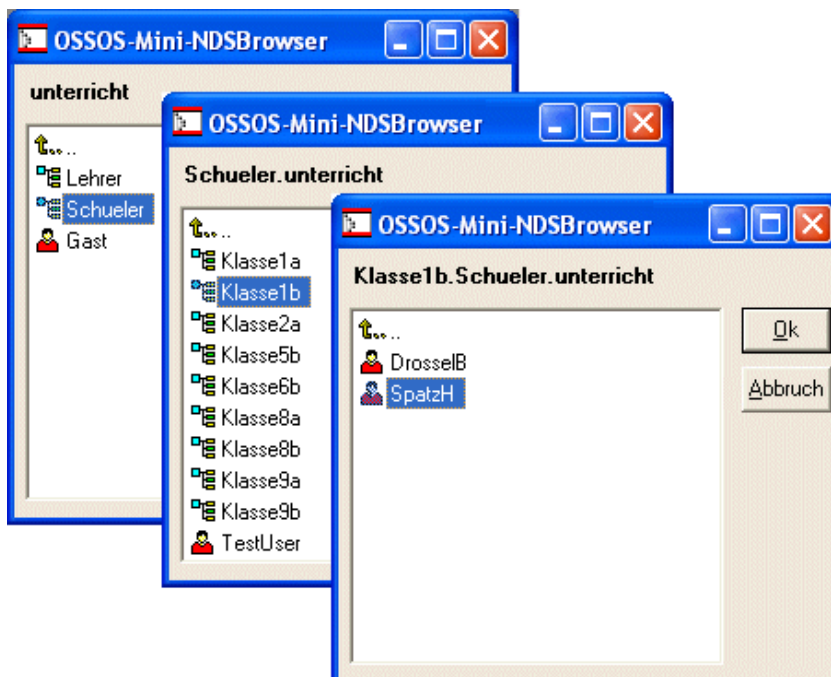 OSSOS-Mini-NDSBrowser
unterricht
..
Lehrer
Schueler
Gast
OSSOS-Mini-NDSBrowser
Schueler.unterricht
..
Klasse1a
Klasse1b
Klasse2a
Klasse5b
Klasse6b
Klasse8a
Klasse8b
Klasse9a
Klasse9b
TestUser
OSSOS-Mini-NDSBrowser
Klasse1b.Schueler.unterricht
..
DrosselB
SpatzH
Ok
Abbruch